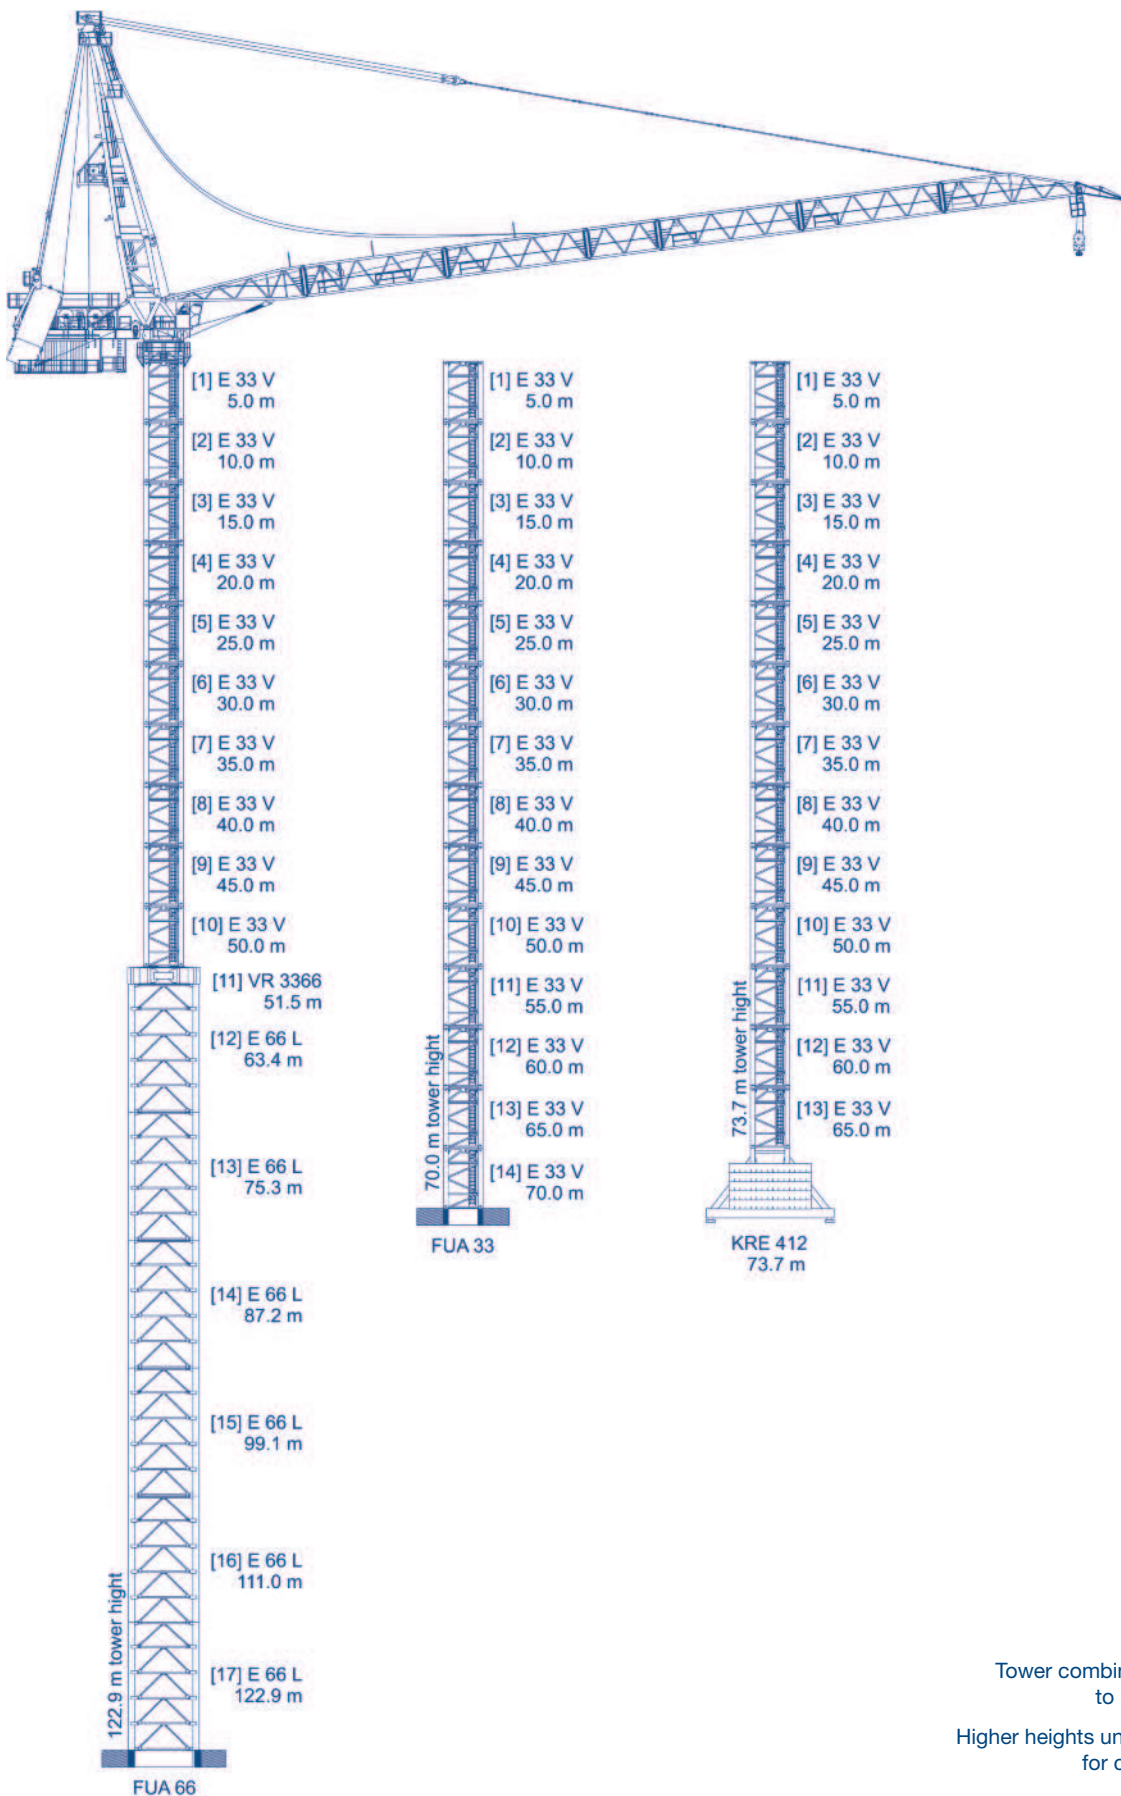 [1] E 33 V
5.0 m
[2] E 33 V
10.0 m
[3] E 33 V
15.0 m
[4] E 33 V
20.0 m
[5] E 33 V
25.0 m
[6] E 33 V
30.0 m
[7] E 33 V
35.0 m
[8] E 33 V
40.0 m
[9] E 33 V
45.0 m
[10] E 33 V
50.0 m
[11] VR 3366
51.5 m
[12] E 66 L
63.4 m
[13] E 66 L
75.3 m
[14] E 66 L
87.2 m
[15] E 66 L
99.1 m
[16] E 66 L
111.0 m
[17] E 66 L
122.9 m
122.9 m tower hight
FUA 66
[1] E 33 V
5.0 m
[2] E 33 V
10.0 m
[3] E 33 V
15.0 m
[4] E 33 V
20.0 m
[5] E 33 V
25.0 m
[6] E 33 V
30.0 m
[7] E 33 V
35.0 m
[8] E 33 V
40.0 m
[9] E 33 V
45.0 m
[10] E 33 V
50.0 m
[11] E 33 V
55.0 m
[12] E 33 V
60.0 m
[13] E 33 V
65.0 m
[14] E 33 V
70.0 m
70.0 m tower hight
FUA 33
[1] E 33 V
5.0 m
[2] E 33 V
10.0 m
[3] E 33 V
15.0 m
[4] E 33 V
20.0 m
[5] E 33 V
25.0 m
[6] E 33 V
30.0 m
[7] E 33 V
35.0 m
[8] E 33 V
40.0 m
[9] E 33 V
45.0 m
[10] E 33 V
50.0 m
[11] E 33 V
55.0 m
[12] E 33 V
60.0 m
[13] E 33 V
65.0 m
73.7 m tower hight
KRE 412
73.7 m
Tower
to
Higher heights
for